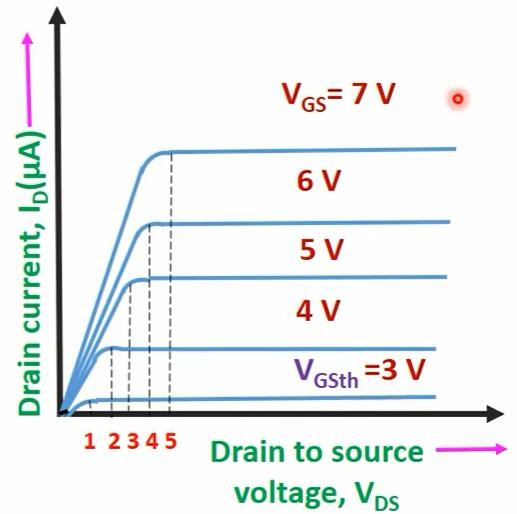 V_GS= 7 V
6 V
5 V
4 V
V_GSth =3 V
Drain current, I_D(μA)
1 2 3 4 5
Drain to source
voltage, V_DS